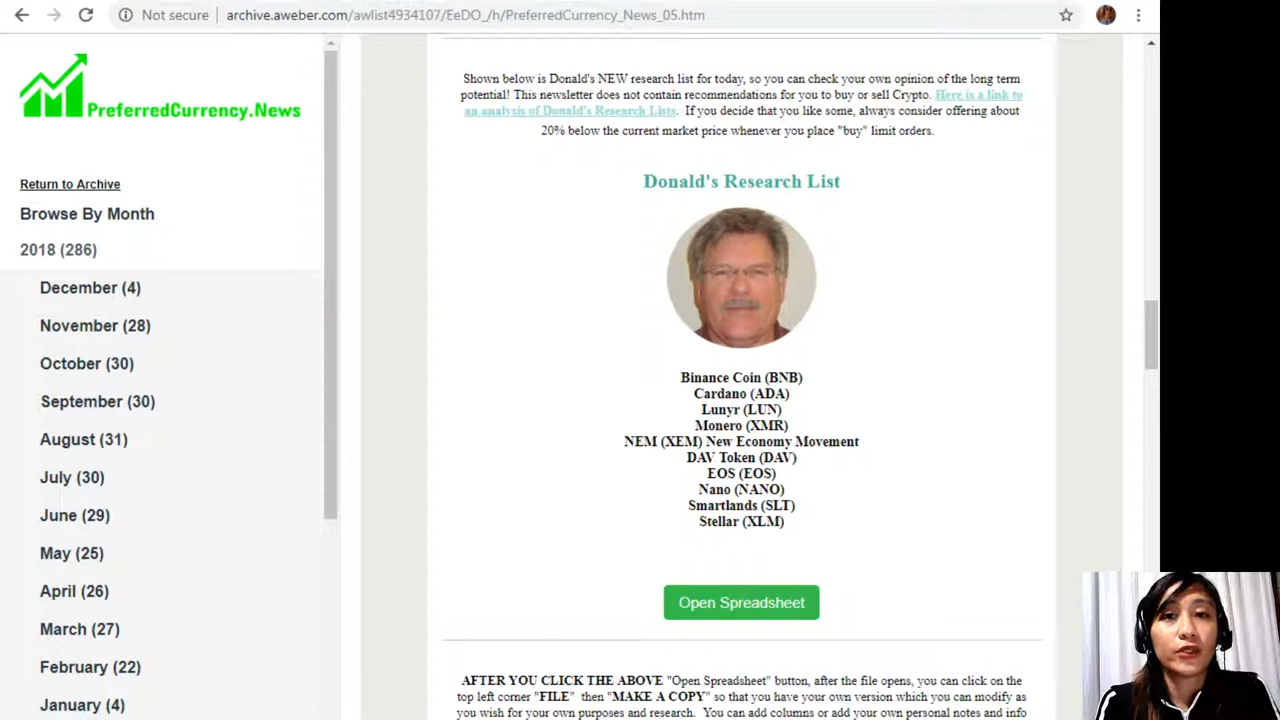 Not secure
archive.aweber.com/awlist4934107/EeDO_/h/PreferredCurrency_News_05.htm
PreferredCurrency.News
Return to Archive
Browse By Month
2018 (286)
December (4)
November (28)
October (30)
September (30)
August (31)
July (30)
June (29)
May (25)
April (26)
March (27)
February (22)
January (4)
Shown below is Donald's NEW research list for today, so you can check your own opinion of the long term
potential! This newsletter does not contain recommendations for you to buy or sell Crypto. Here is a link to
an analysis of Donald's Research Lists. If you decide that you like some, always consider offering about
20% below the current market price whenever you place "buy" limit orders.
Donald's Research List
Binance Coin (BNB)
Cardano (ADA)
Lunyr (LUN)
Monero (XMR)
NEM (XEM) New Economy Movement
DAV Token (DAV)
EOS (EOS)
Nano (NANO)
Smartlands (SLT)
Stellar (XLM)
Open Spreadsheet
AFTER YOU CLICK THE ABOVE "Open Spreadsheet" button, after the file opens, you can click on the
top left corner "FILE" then "MAKE A COPY" so that you have your own version which you can modify as
you wish for your own purposes and research. You can add columns or add your own personal notes and info